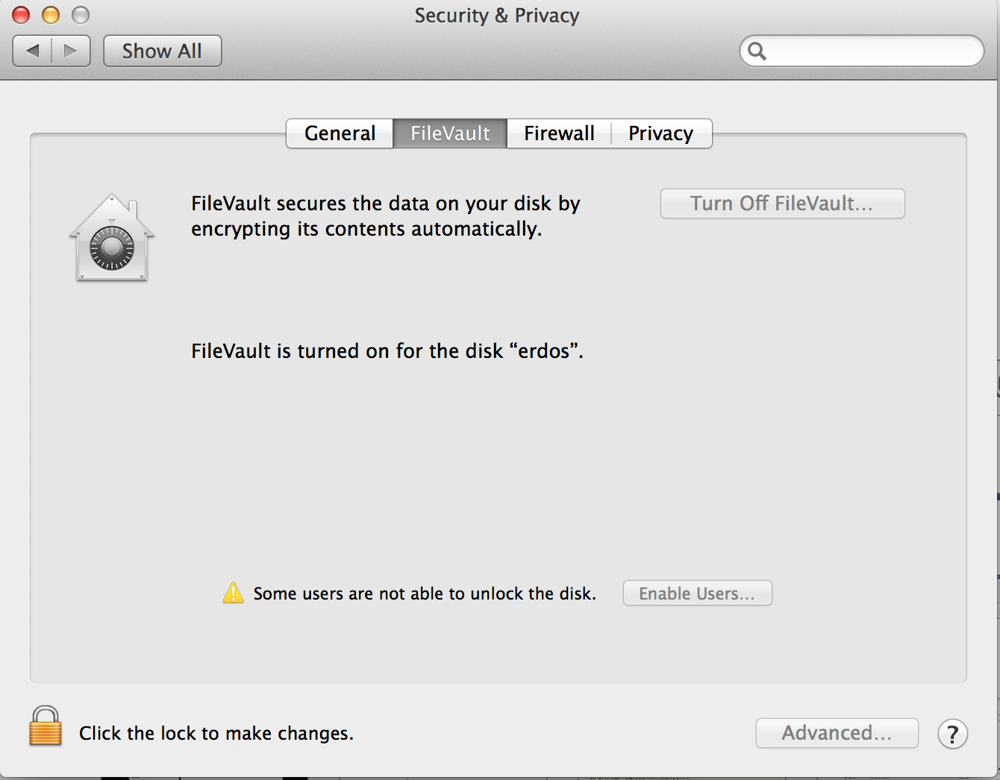 Security & Privacy
Show All
General
FileVault
Firewall
Privacy
FileVault secures the data on your disk by
encrypting its contents automatically.
Turn Off FileVault...
FileVault is turned on for the disk “erdos”.
Some users are not able to unlock the disk.
Enable Users...
Click the lock to make changes.
Advanced...
?